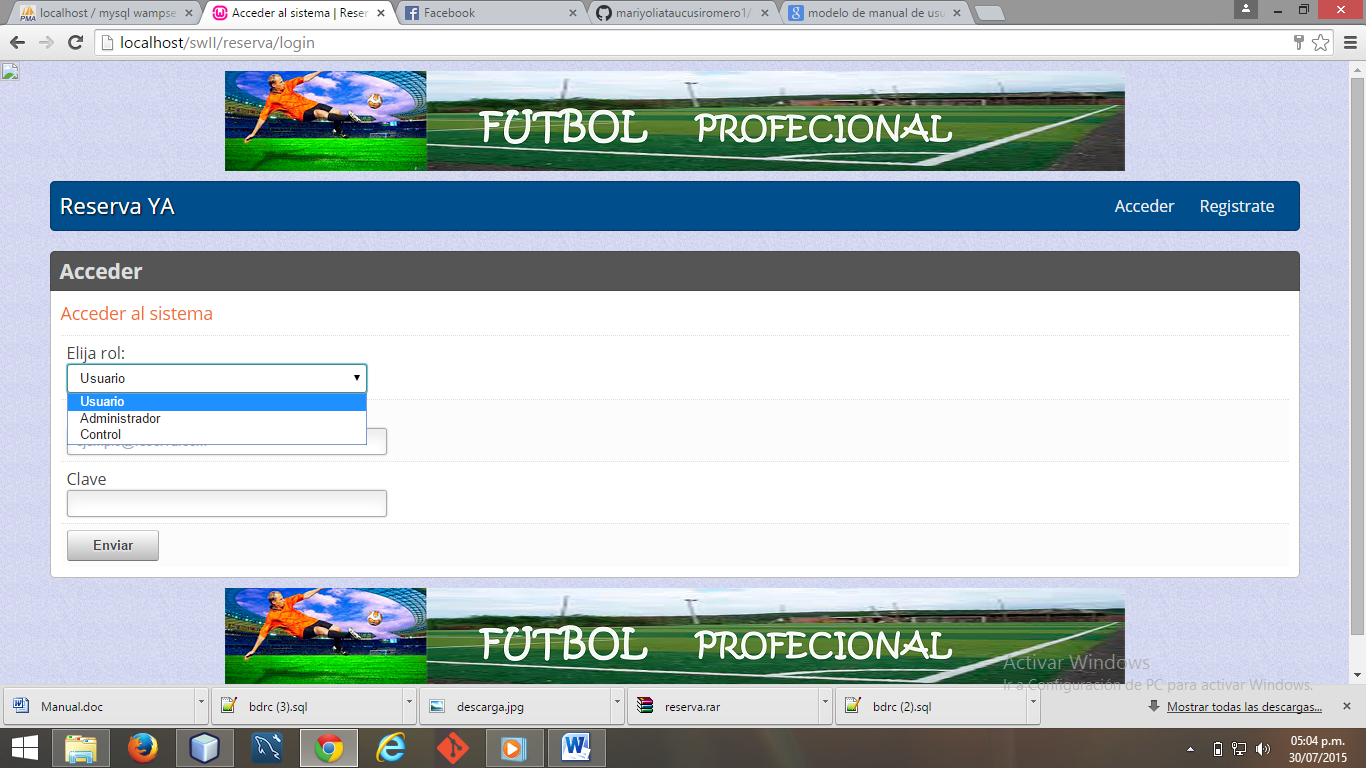 localhost / mysql wampse
Acceder al sistema | Reser
Facebook
mariyoliataucusiromero1/
modelo de manual de usu
localhost/swll/reserva/login
FUTBOL PROFECIONAL
Reserva YA
Acceder
Registrate
Acceder
Acceder al sistema
Elija rol:
Usuario
Usuario
Administrador
Control
Clave
Enviar
FUTBOL PROFECIONAL
Activar Windows
Ir a Configuración de PC para activar Windows.
Manual.doc
bdrc (3).sql
descarga.jpg
reserva.rar
bdrc (2).sql
Mostrar todas las descargas...
05:04 p.m.
30/07/2015